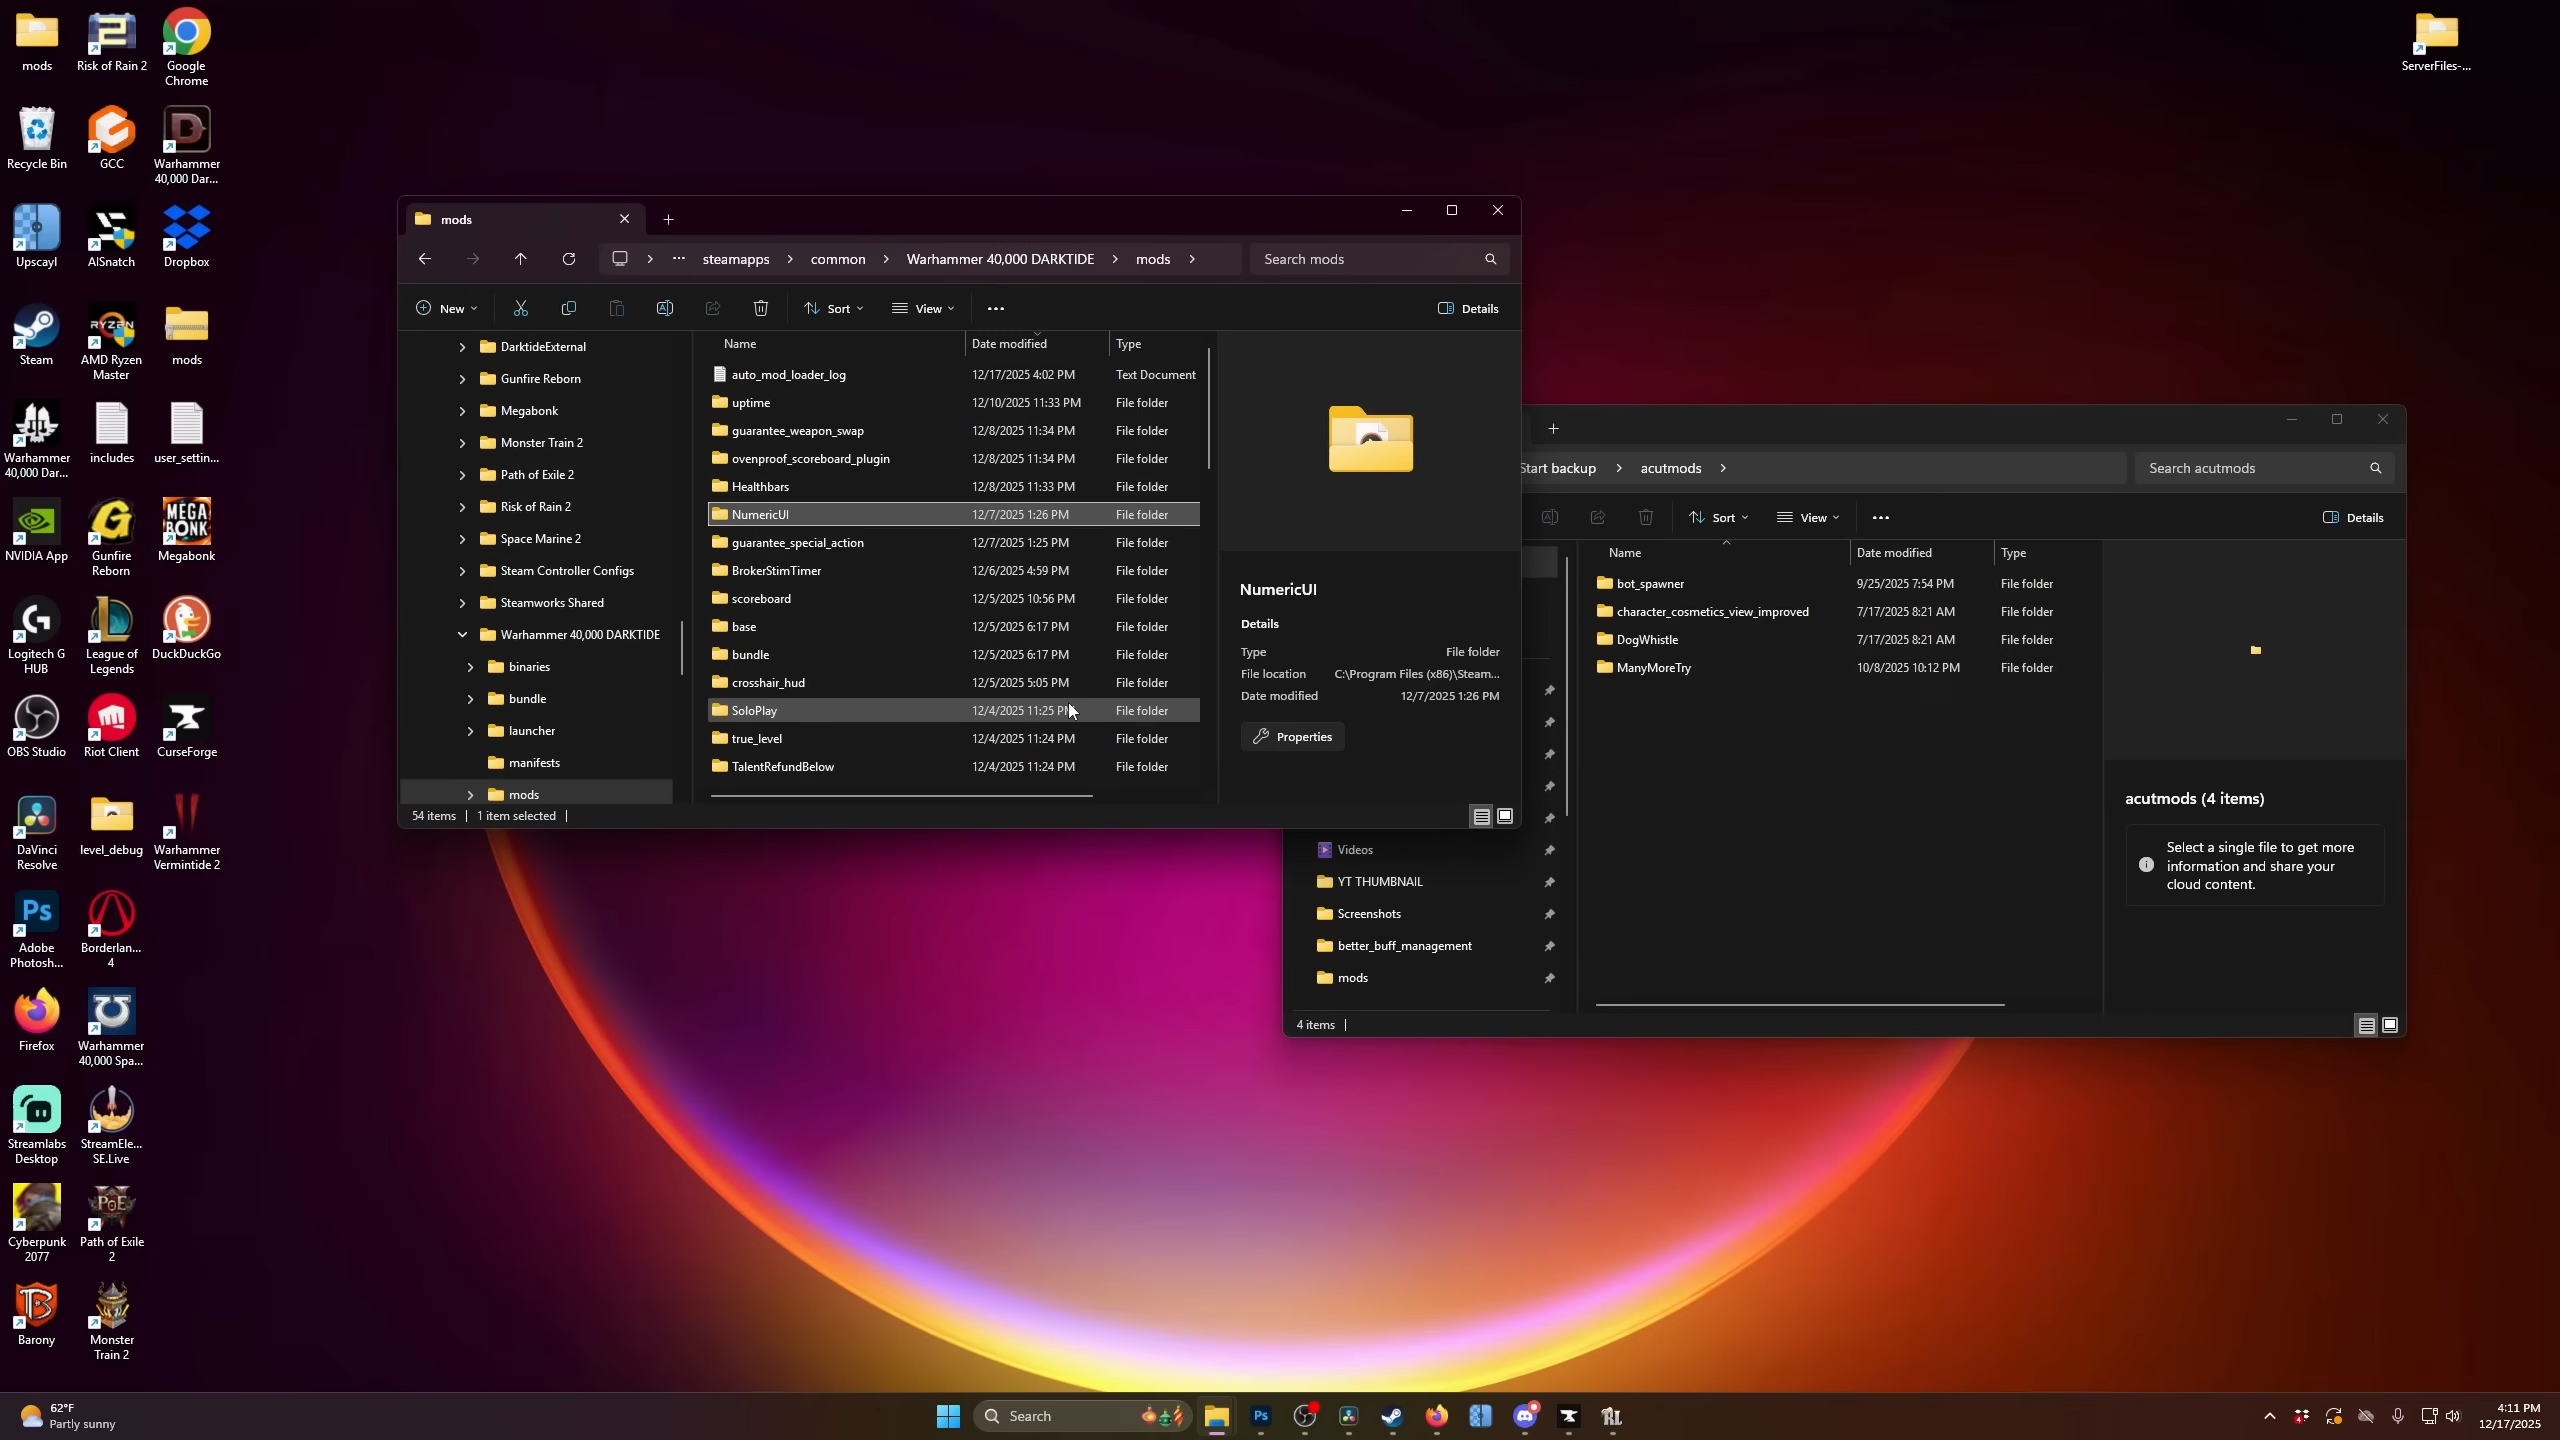 mods
Risk of Rain 2
Google
Chrome
Recycle Bin
GCC
Warhammer
40,000 Dar...
Upscayl
AISnatch
Dropbox
Steam
RYZEN
AMD Ryzen
Master
mods
Warhammer
40,000 Dar...
includes
user_settin...
NVIDIA App
Gunfire
Reborn
MEGA
BONK
Megabonk
Logitech G
HUB
League of
Legends
DuckDuckGo
OBS Studio
Riot Client
CurseForge
DaVinci
Resolve
level_debug
Warhammer
Vermintide 2
Ps
Adobe
Photosh...
Borderlan...
4
Firefox
Warhammer
40,000 Spa...
Streamlabs
Desktop
StreamEle...
SE.Live
Cyberpunk
2077
PoE
Path of Exile
2
Barony
Monster
Train 2
ServerFiles-...
mods
steamapps
common
Warhammer 40,000 DARKTIDE
mods
Search mods
New
Sort
View
Details
DarktideExternal
Gunfire Reborn
Megabonk
Monster Train 2
Path of Exile 2
Risk of Rain 2
Space Marine 2
Steam Controller Configs
Steamworks Shared
Warhammer 40,000 DARKTIDE
binaries
bundle
launcher
manifests
mods
Name Date modified Type
auto_mod_loader_log 12/17/2025 4:02 PM Text Document
uptime 12/10/2025 11:33 PM File folder
guarantee_weapon_swap 12/8/2025 11:34 PM File folder
ovenproof_scoreboard_plugin 12/8/2025 11:34 PM File folder
Healthbars 12/8/2025 11:33 PM File folder
NumericUI 12/7/2025 1:26 PM File folder
guarantee_special_action 12/7/2025 1:25 PM File folder
BrokerStimTimer 12/6/2025 4:59 PM File folder
scoreboard 12/5/2025 10:56 PM File folder
base 12/5/2025 6:17 PM File folder
bundle 12/5/2025 6:17 PM File folder
crosshair_hud 12/5/2025 5:05 PM File folder
SoloPlay 12/4/2025 11:25 PM File folder
true_level 12/4/2025 11:24 PM File folder
TalentRefundBelow 12/4/2025 11:24 PM File folder
NumericUI
Details
Type File folder
File location C:\Program Files (x86)\Steam...
Date modified 12/7/2025 1:26 PM
Properties
54 items
1 item selected
Start backup
acutmods
Search acutmods
Sort
View
Details
Name Date modified Type
bot_spawner 9/25/2025 7:54 PM File folder
character_cosmetics_view_improved 7/17/2025 8:21 AM File folder
DogWhistle 7/17/2025 8:21 AM File folder
ManyMoreTry 10/8/2025 10:12 PM File folder
Videos
YT THUMBNAIL
Screenshots
better_buff_management
mods
acutmods (4 items)
Select a single file to get more
information and share your
cloud content.
4 items
62°F
Partly sunny
Search
Ps
4:11 PM
12/17/2025